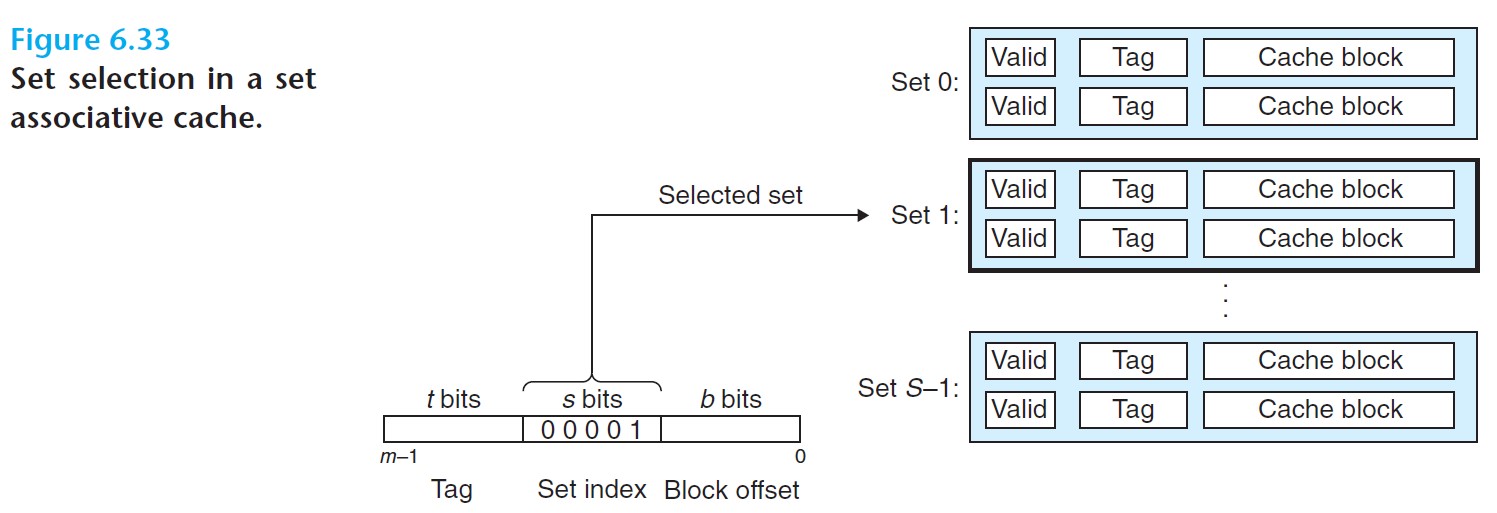 Figure 6.33
Set selection in a set
associative cache.
Set 0:
Valid Tag Cache block
Valid Tag Cache block
Selected set
Set 1:
Valid Tag Cache block
Valid Tag Cache block
. . .
Set S–1:
Valid Tag Cache block
Valid Tag Cache block
t bits s bits b bits
0 0 0 0 1
m–1 0
Tag Set index Block offset